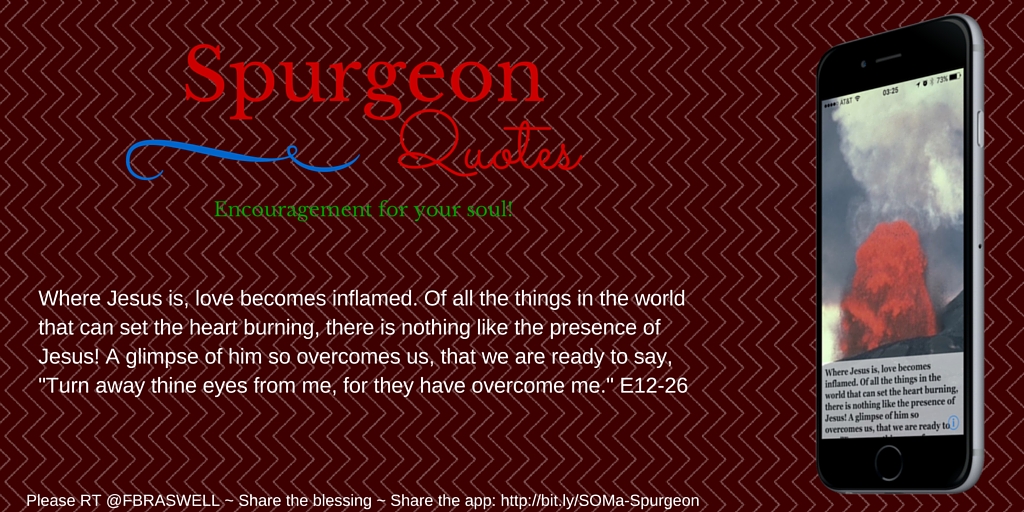 Spurgeon
Quotes
Encouragement for your soul!
Where Jesus is, love becomes inflamed. Of all the things in the world
that can set the heart burning, there is nothing like the presence of
Jesus! A glimpse of him so overcomes us, that we are ready to say,
"Turn away thine eyes from me, for they have overcome me." E12-26
Please RT @FBRASWELL ~ Share the blessing ~ Share the app: http://bit.ly/SOMa-Spurgeon
AT&T 03:25 73%
Where Jesus is, love becomes
inflamed. Of all the things in the
world that can set the heart burning,
there is nothing like the presence of
Jesus! A glimpse of him so
overcomes us, that we are ready to